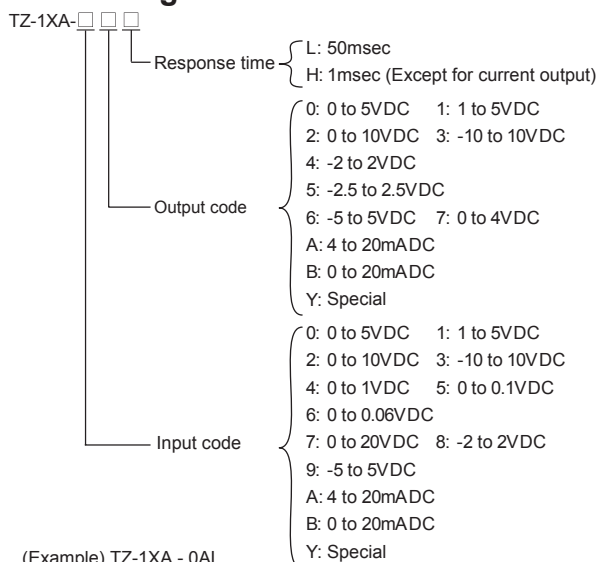 TZ-1XA-□ □ □
Response time
L: 50msec
H: 1msec (Except for current output)
Output code
0: 0 to 5VDC 1: 1 to 5VDC
2: 0 to 10VDC 3: -10 to 10VDC
4: -2 to 2VDC
5: -2.5 to 2.5VDC
6: -5 to 5VDC 7: 0 to 4VDC
A: 4 to 20mADC
B: 0 to 20mADC
Y: Special
Input code
0: 0 to 5VDC 1: 1 to 5VDC
2: 0 to 10VDC 3: -10 to 10VDC
4: 0 to 1VDC 5: 0 to 0.1VDC
6: 0 to 0.06VDC
7: 0 to 20VDC 8: -2 to 2VDC
9: -5 to 5VDC
A: 4 to 20mADC
B: 0 to 20mADC
Y: Special
(Example) TZ-1XA - 0AL